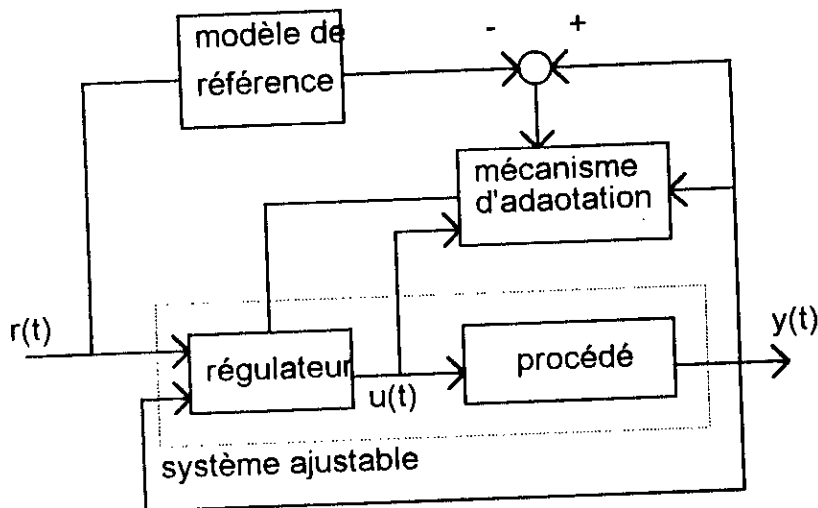 modèle de
référence
-
+
mécanisme
d'adaotation
r(t)
régulateur
u(t)
procédé
y(t)
système ajustable